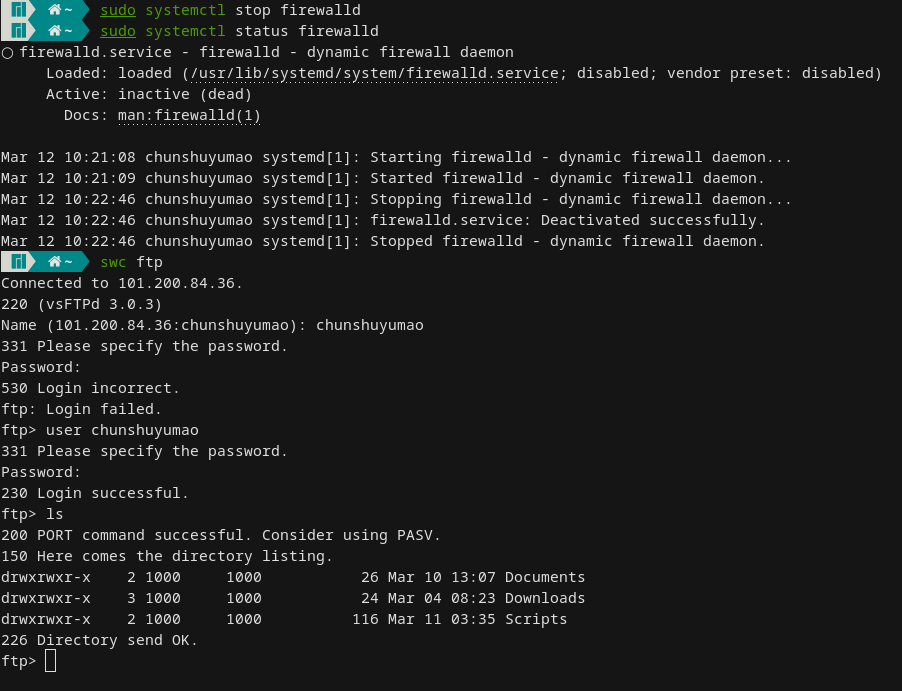 ~ sudo systemctl stop firewalld
~ sudo systemctl status firewalld
○ firewalld.service - firewalld - dynamic firewall daemon
     Loaded: loaded (/usr/lib/systemd/system/firewalld.service; disabled; vendor preset: disabled)
     Active: inactive (dead)
       Docs: man:firewalld(1)

Mar 12 10:21:08 chunshuyumao systemd[1]: Starting firewalld - dynamic firewall daemon...
Mar 12 10:21:09 chunshuyumao systemd[1]: Started firewalld - dynamic firewall daemon.
Mar 12 10:22:46 chunshuyumao systemd[1]: Stopping firewalld - dynamic firewall daemon...
Mar 12 10:22:46 chunshuyumao systemd[1]: firewalld.service: Deactivated successfully.
Mar 12 10:22:46 chunshuyumao systemd[1]: Stopped firewalld - dynamic firewall daemon.
~ swc ftp
Connected to 101.200.84.36.
220 (vsFTPd 3.0.3)
Name (101.200.84.36:chunshuyumao): chunshuyumao
331 Please specify the password.
Password:
530 Login incorrect.
ftp: Login failed.
ftp> user chunshuyumao
331 Please specify the password.
Password:
230 Login successful.
ftp> ls
200 PORT command successful. Consider using PASV.
150 Here comes the directory listing.
drwxrwxr-x    2 1000     1000           26 Mar 10 13:07 Documents
drwxrwxr-x    3 1000     1000           24 Mar 04 08:23 Downloads
drwxrwxr-x    2 1000     1000          116 Mar 11 03:35 Scripts
226 Directory send OK.
ftp>